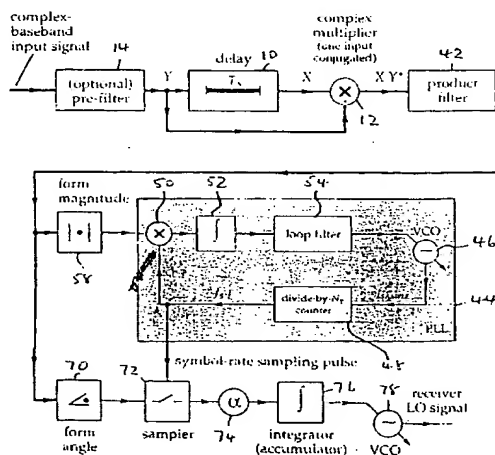 complex-
baseband
input signal
14
(optional)
pre-filter
Y
delay
10
X
complex
multiplier
(one input
conjugated)
12
X Y*
42
product
filter
form
magnitude
58
50
52
∫
54
loop filter
VCO
46
44
divide-by-
counter
48
PLL
symbol-rate sampling pulse
70
form
angle
72
sampler
α
74
76
∫
integrator
(accumulator)
78
VCO
receiver
LO signal